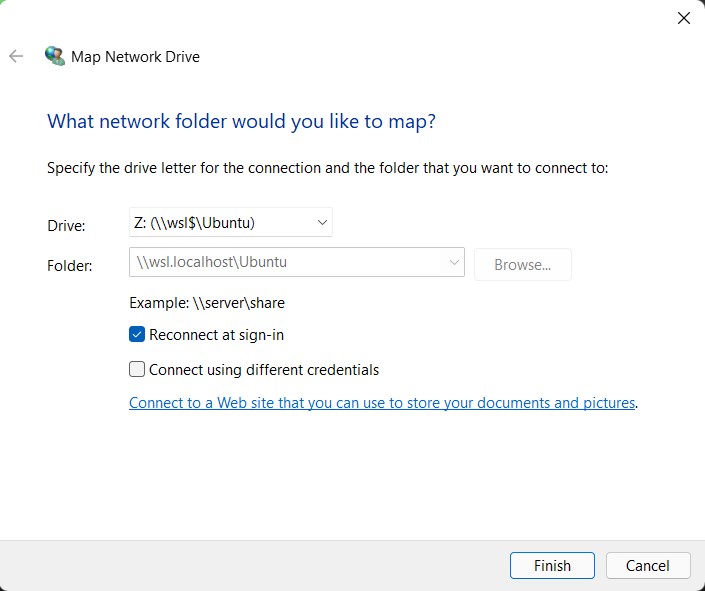 Map Network Drive
What network folder would you like to map?
Specify the drive letter for the connection and the folder that you want to connect to:
Drive: Z: (\\wsl$\Ubuntu)
Folder: \\wsl.localhost\Ubuntu Browse...
Example: \\server\share
Reconnect at sign-in
Connect using different credentials
Connect to a Web site that you can use to store your documents and pictures.
Finish Cancel